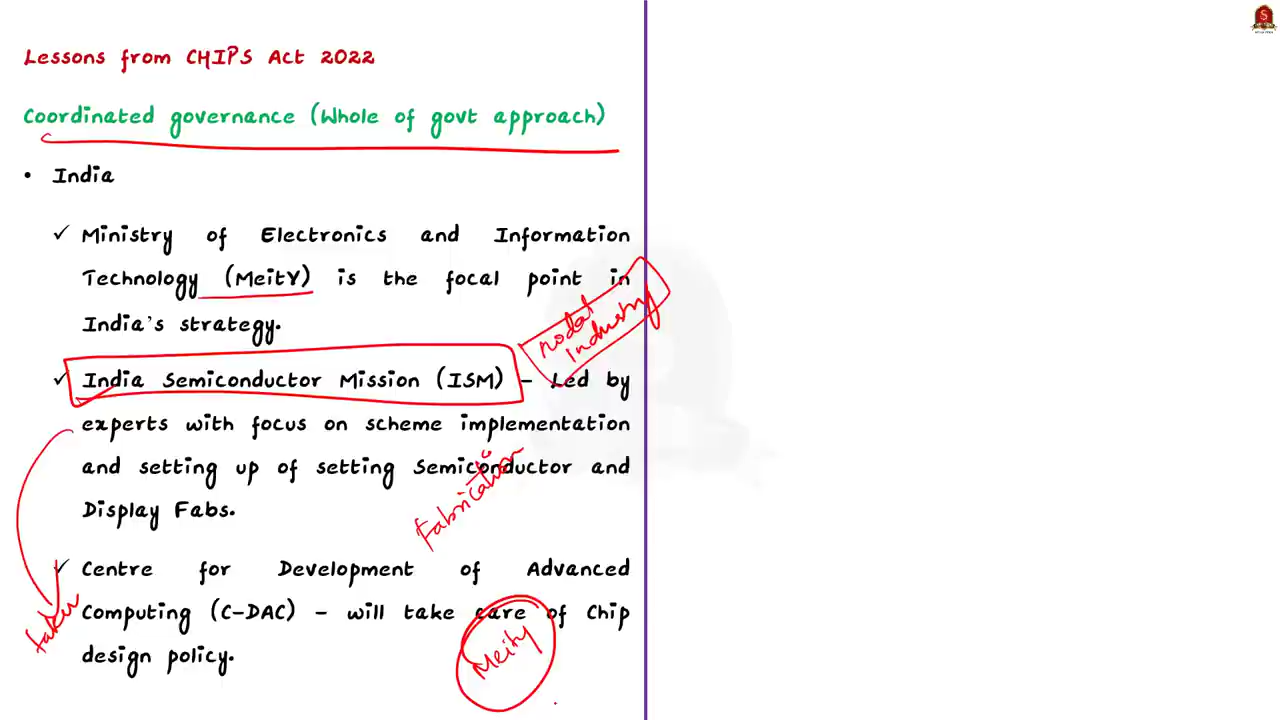 Lessons from CHIPS Act 2022
Coordinated governance (Whole of govt approach)
• India
✓ Ministry of Electronics and Information
Technology (MeitY) is the focal point in
India's strategy.
nodal
industry
✓ India Semiconductor Mission (ISM) - Led by
experts with focus on scheme implementation
and setting up of setting Semiconductor and
Display Fabs.
Fabrication
✓ Centre for Development of Advanced
Computing (C-DAC) - will take care of Chip
design policy.
Meity